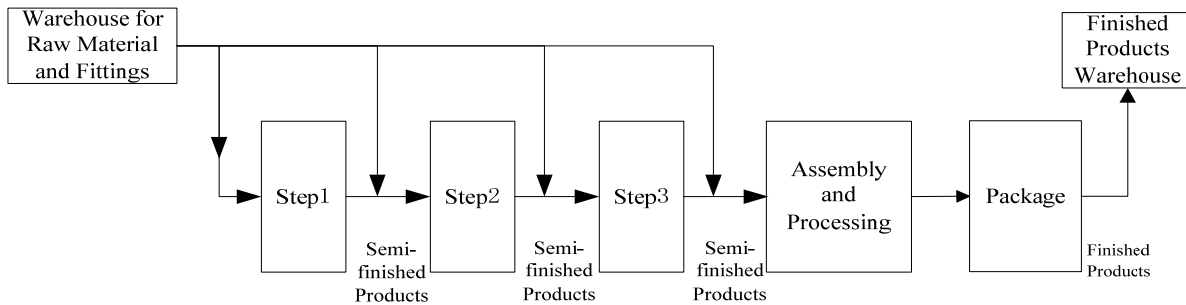 Warehouse for
Raw Material
and Fittings
Finished
Products
Warehouse
Step1
Step2
Step3
Assembly
and
Processing
Package
Semi-
finished
Products
Semi-
finished
Products
Semi-
finished
Products
Finished
Products